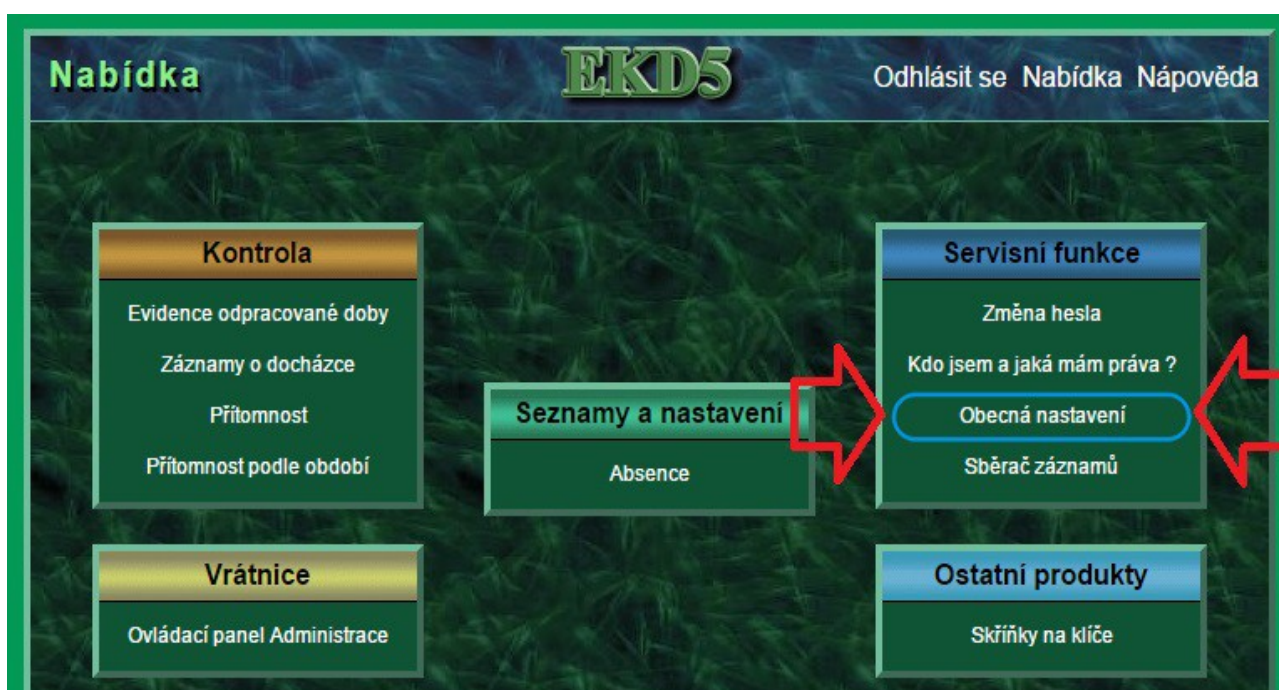 Nabídka
EKD5
Odhlásit se Nabídka Nápověda
Kontrola
Evidence odpracované doby
Záznamy o docházce
Přítomnost
Přítomnost podle období
Vrátnice
Ovládací panel Administrace
Seznamy a nastavení
Absence
Servisní funkce
Změna hesla
Kdo jsem a jaká mám práva ?
Obecná nastavení
Sběrač záznamů
Ostatní produkty
Skříňky na klíče